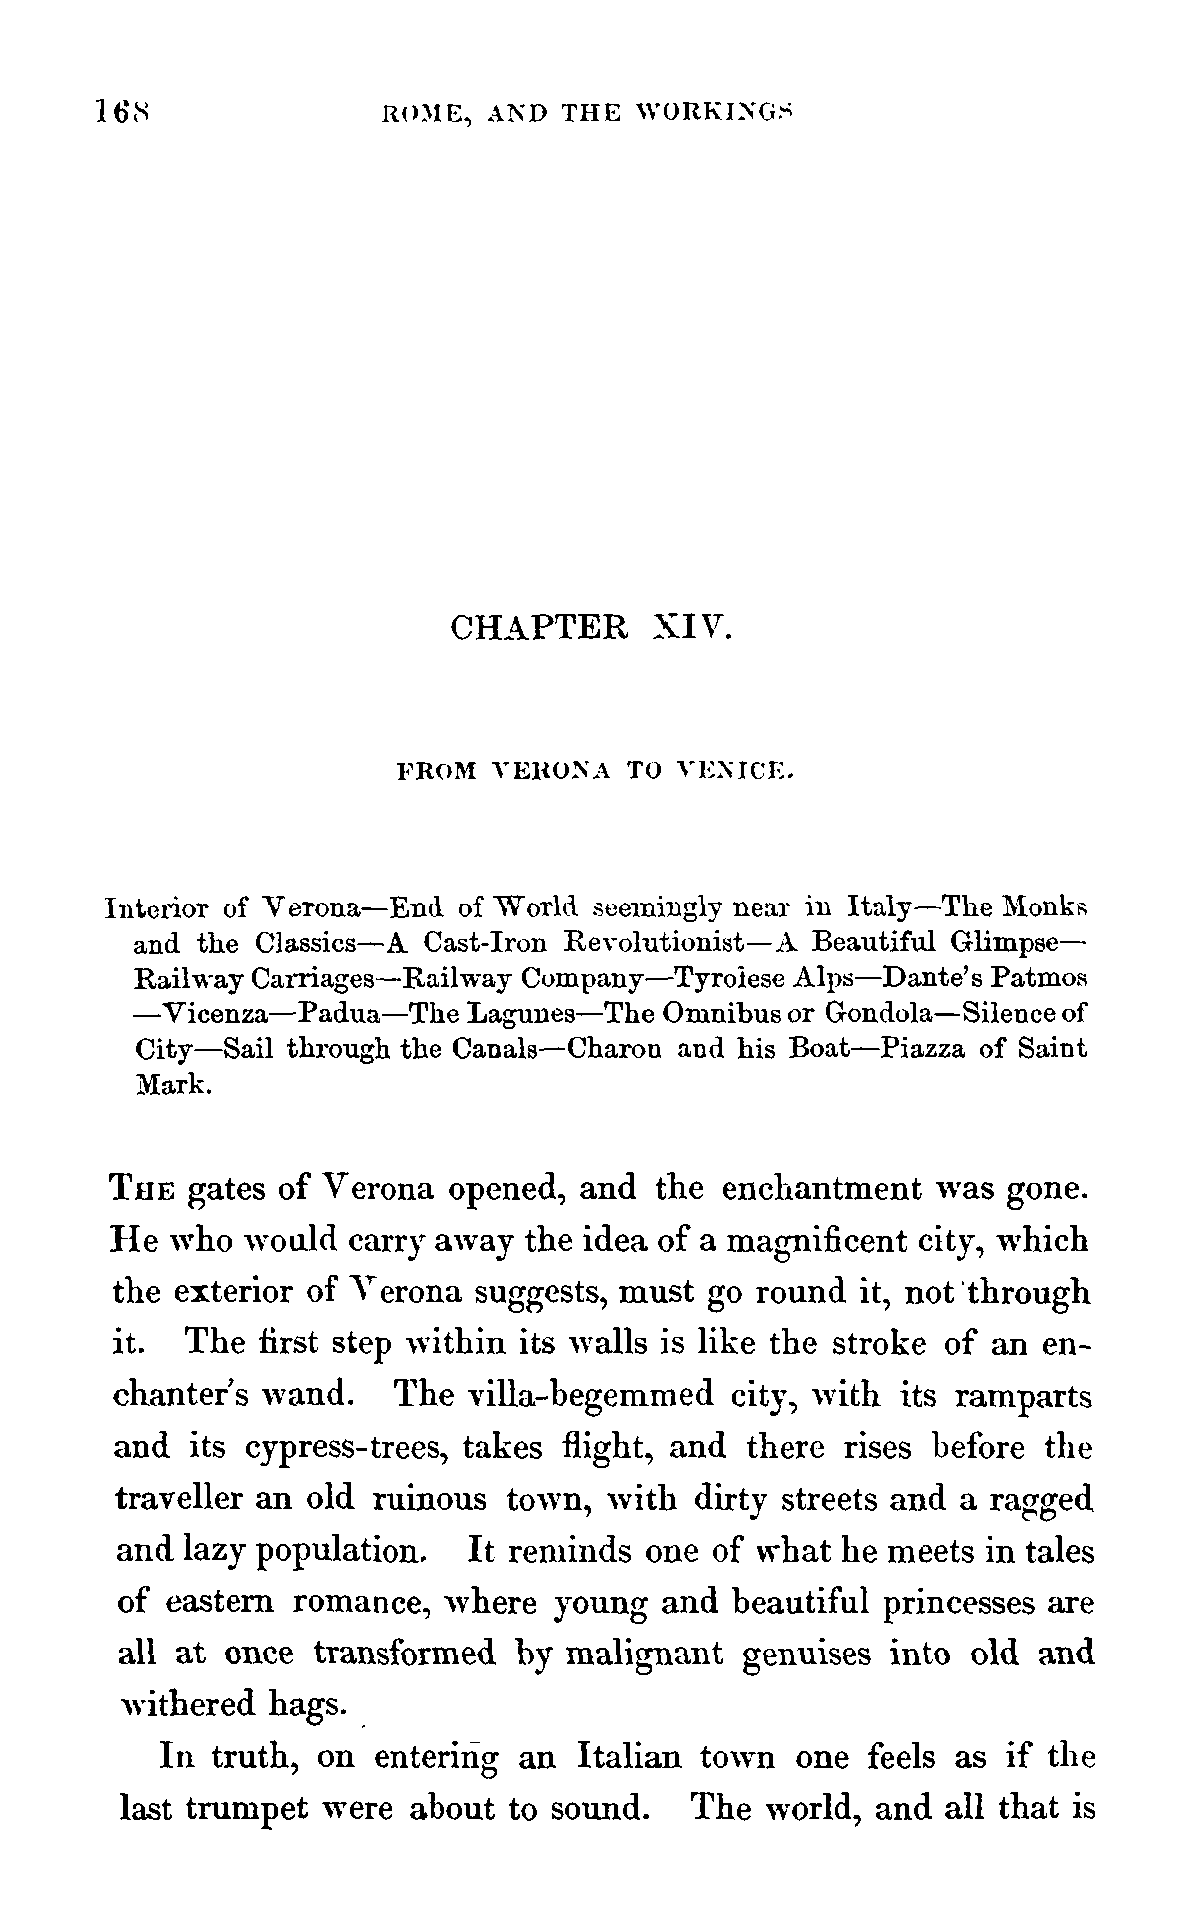 168 ROME, AND THE WORKINGS
CHAPTER XIV.
FROM VERONA TO VENICE.
Interior of Verona—End of World seemingly near in Italy—The Monks
and the Classics—A Cast-Iron Revolutionist—A Beautiful Glimpse—
Railway Carriages—Railway Company—Tyrolese Alps—Dante's Patmos
—Vicenza—Padua—The Lagunes—The Omnibus or Gondola—Silence of
City—Sail through the Canals—Charon and his Boat—Piazza of Saint
Mark.
THE gates of Verona opened, and the enchantment was gone.
He who would carry away the idea of a magnificent city, which
the exterior of Verona suggests, must go round it, not through
it. The first step within its walls is like the stroke of an en-
chanter's wand. The villa-begemmed city, with its ramparts
and its cypress-trees, takes flight, and there rises before the
traveller an old ruinous town, with dirty streets and a ragged
and lazy population. It reminds one of what he meets in tales
of eastern romance, where young and beautiful princesses are
all at once transformed by malignant genuises into old and
withered hags.
In truth, on entering an Italian town one feels as if the
last trumpet were about to sound. The world, and all that is